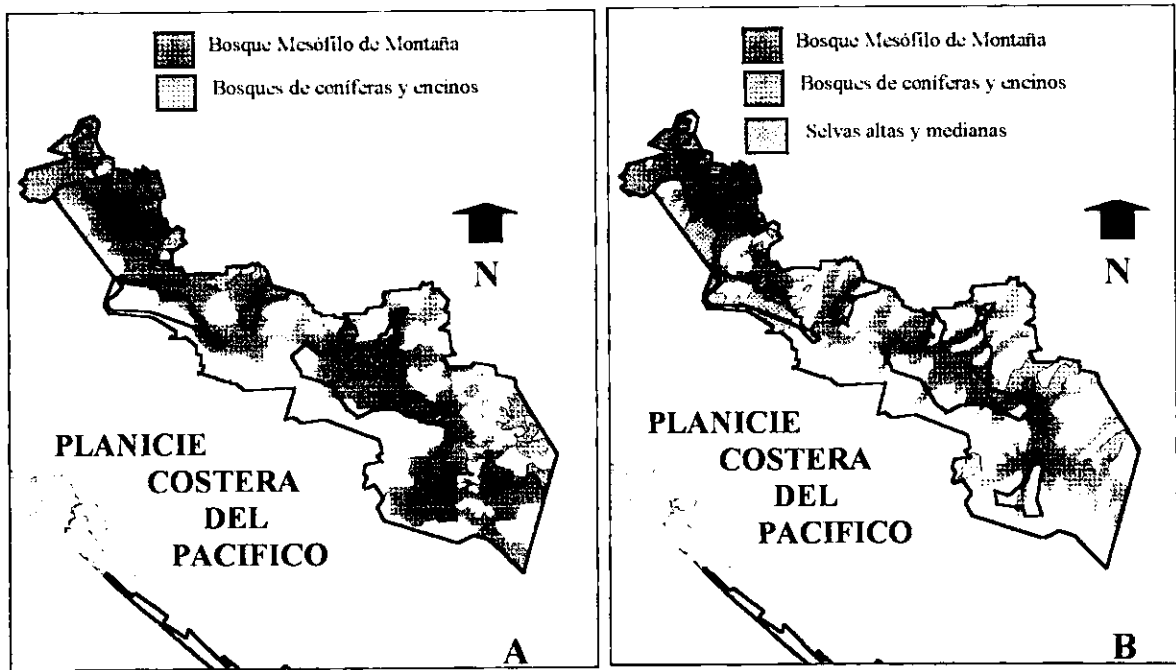 Bosque Mesófilo de Montaña
Bosques de coníferas y encinos
N
PLANICIE
COSTERA
DEL
PACIFICO
A
Bosque Mesófilo de Montaña
Bosques de coníferas y encinos
Selvas altas y medianas
N
PLANICIE
COSTERA
DEL
PACIFICO
B